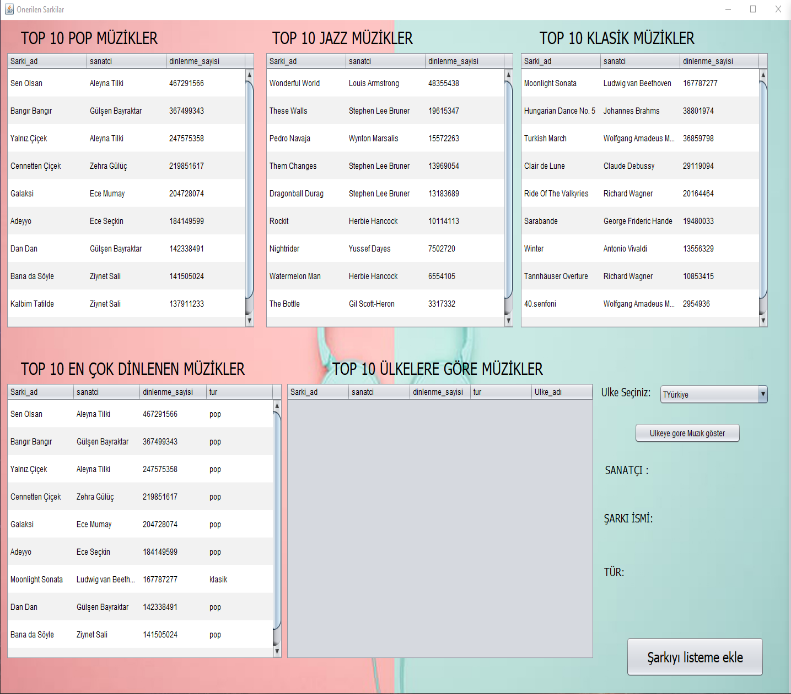 Onerilen Sarkılar
TOP 10 POP MÜZİKLER
Sarkı_ad sanatci dinlenme_sayisi
Sen Olsan Aleyna Tilki 467291566
Bangır Bangır Gülşen Bayraktar 367499343
Yalnız Çiçek Aleyna Tilki 247575358
Cennetten Çiçek Zehra Gülüç 219851617
Galaksi Ece Mumay 204728074
Adeyyo Ece Seçkin 184149599
Dan Dan Gülşen Bayraktar 142338491
Bana da Söyle Ziynet Sali 141505024
Kalbim Tatilde Ziynet Sali 137911233
TOP 10 JAZZ MÜZİKLER
Sarkı_ad sanatci dinlenme_sayisi
Wonderful World Louis Armstrong 48355438
These Walls Stephen Lee Bruner 19615347
Pedro Navaja Wynton Marsalis 15572263
Them Changes Stephen Lee Bruner 13969054
Dragonball Durag Stephen Lee Bruner 13183689
Rockit Herbie Hancock 10114113
Nightrider Yussef Dayes 7502720
Watermelon Man Herbie Hancock 6554105
The Bottle Gil Scott-Heron 3317332
TOP 10 KLASİK MÜZİKLER
Sarkı_ad sanatci dinlenme_sayisi
Moonlight Sonata Ludwig van Beethoven 167787277
Hungarian Dance No. 5 Johannes Brahms 38801974
Turkish March Wolfgang Amadeus M... 36859798
Clair de Lune Claude Debussy 29119094
Ride Of The Valkyries Richard Wagner 20164464
Sarabande George Frideric Hande 19480033
Winter Antonio Vivaldi 13556329
Tannhäuser Overture Richard Wagner 10853415
40.senfoni Wolfgang Amadeus M... 2954936
TOP 10 EN ÇOK DİNLENEN MÜZİKLER
Sarkı_ad sanatci dinlenme_sayisi tur
Sen Olsan Aleyna Tilki 467291566 pop
Bangır Bangır Gülşen Bayraktar 367499343 pop
Yalnız Çiçek Aleyna Tilki 247575358 pop
Cennetten Çiçek Zehra Gülüç 219851617 pop
Galaksi Ece Mumay 204728074 pop
Adeyyo Ece Seçkin 184149599 pop
Moonlight Sonata Ludwig van Beeth... 167787277 klasik
Dan Dan Gülşen Bayraktar 142338491 pop
Bana da Söyle Ziynet Sali 141505024 pop
TOP 10 ÜLKELERE GÖRE MÜZİKLER
Sarkı_ad sanatci dinlenme_sayisi tur Ulke_adı
Ulke Seçiniz: TYürkiye
Ulkeye gore Muzik göster
SANATÇI :
ŞARKI İSMİ:
TÜR:
Şarkıyı listeme ekle